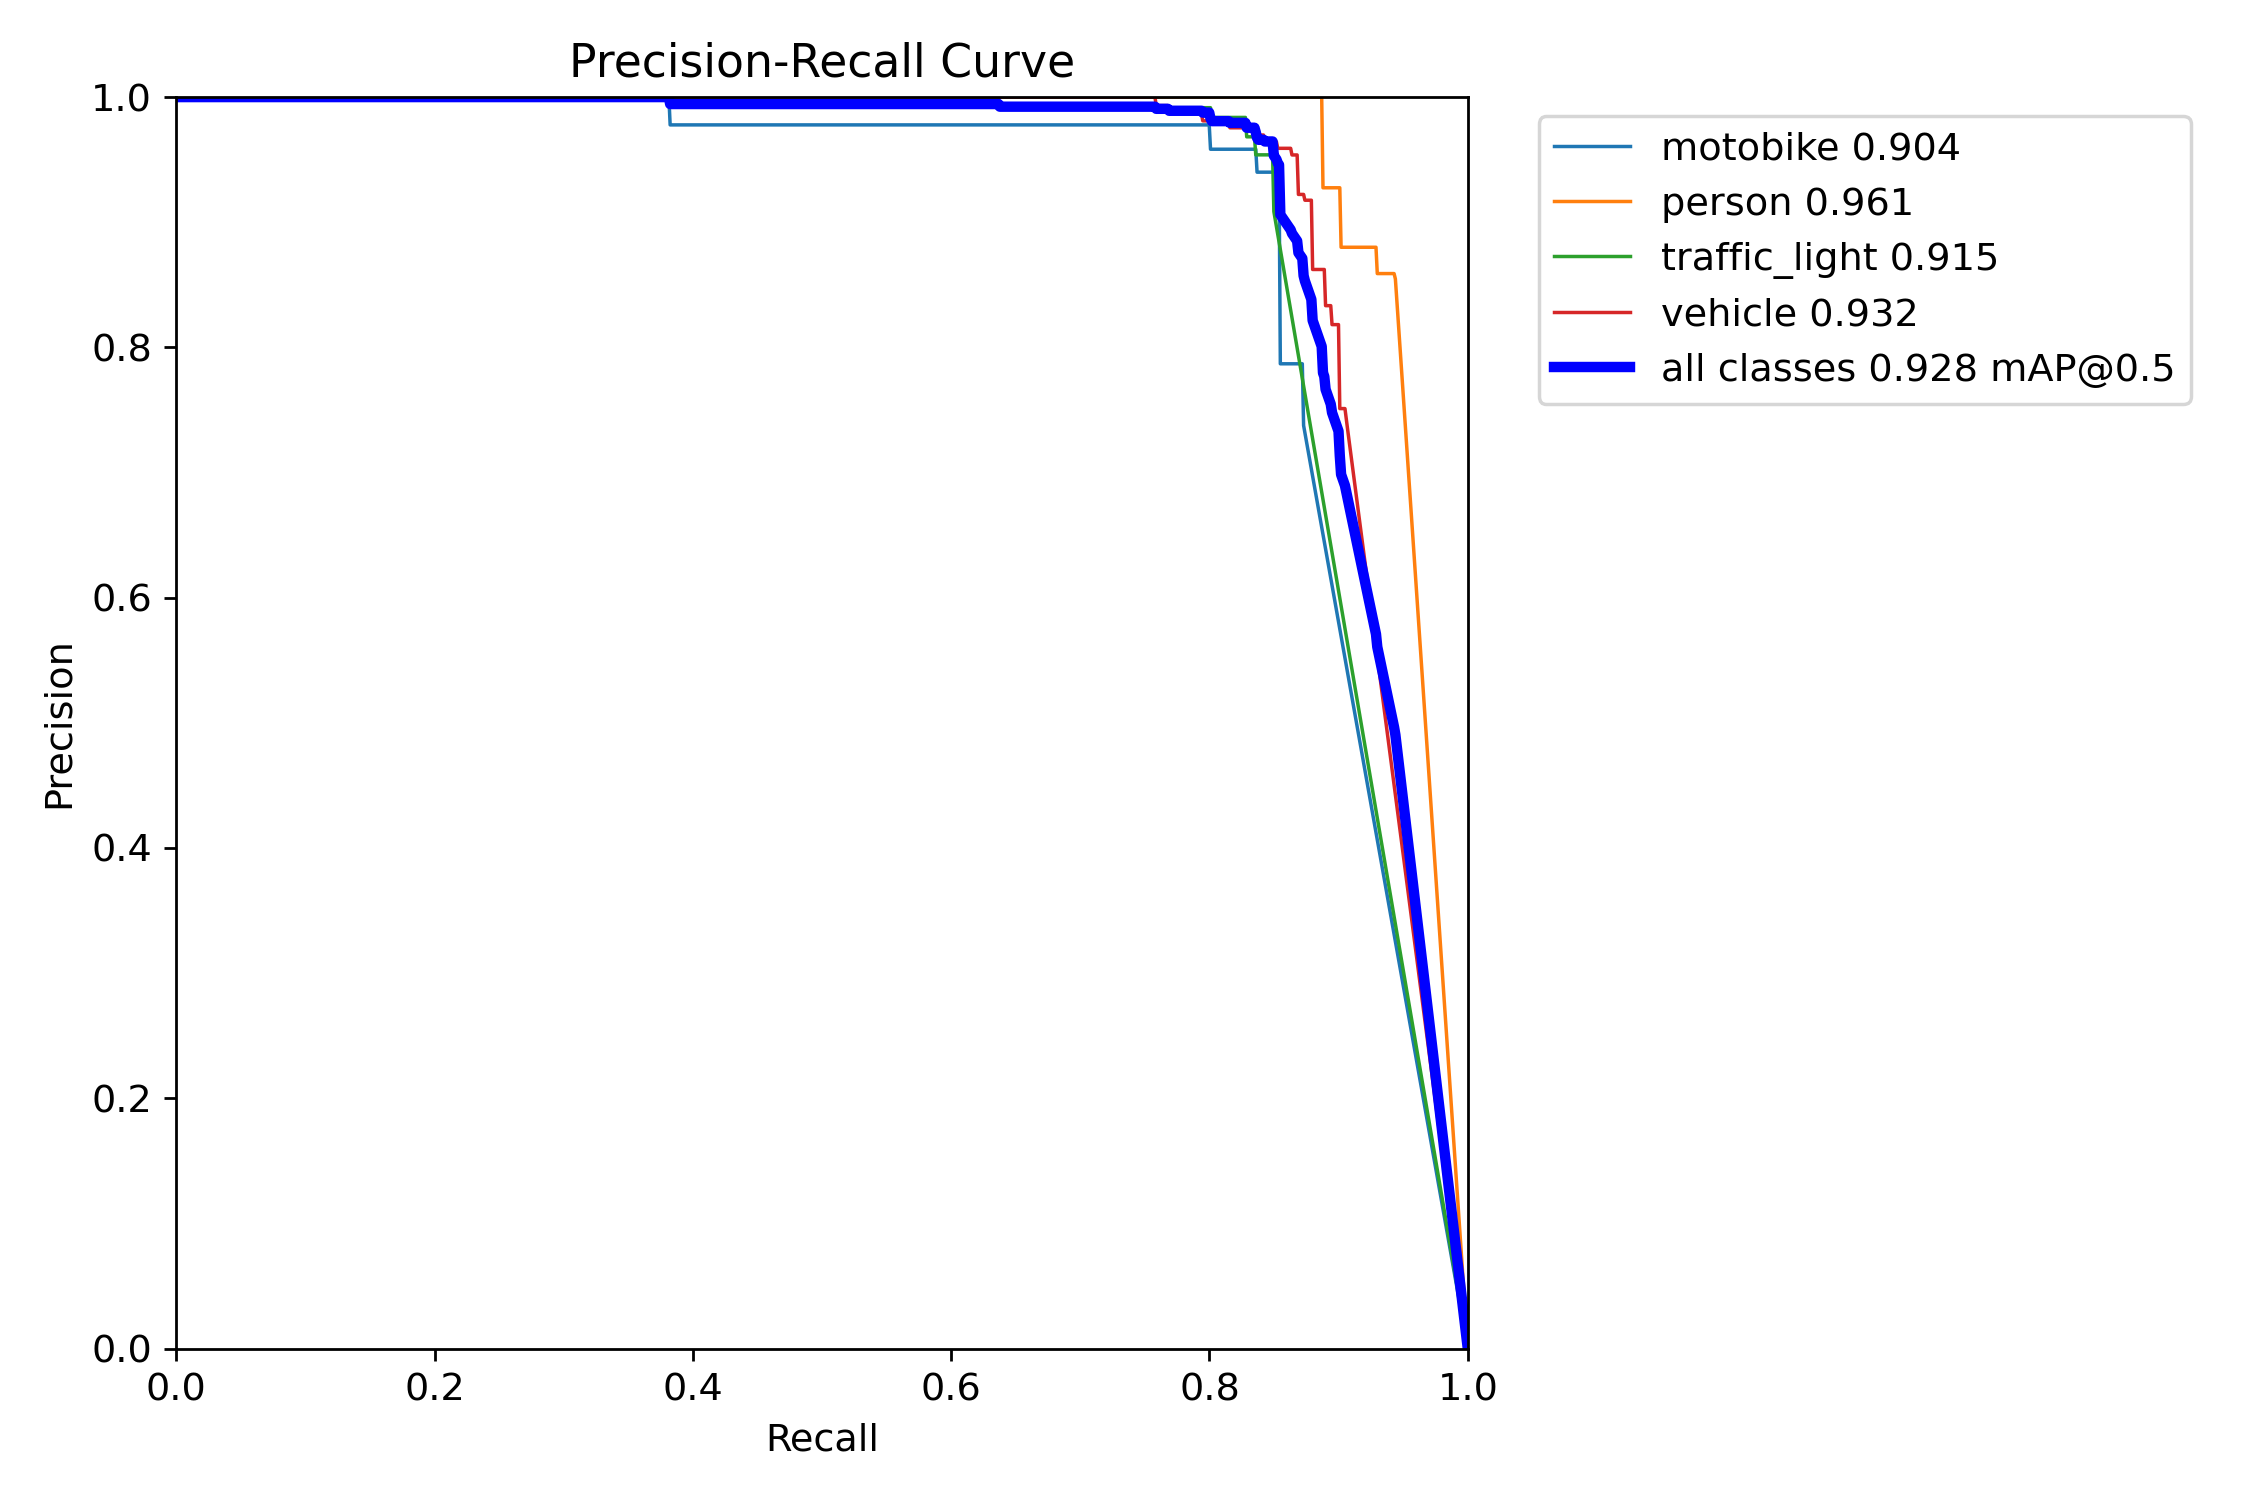 Precision-Recall Curve
1.0
0.8
0.6
0.4
0.2
0.0
Precision
0.0 0.2 0.4 0.6 0.8 1.0
Recall
motobike 0.904
person 0.961
traffic_light 0.915
vehicle 0.932
all classes 0.928 mAP@0.5